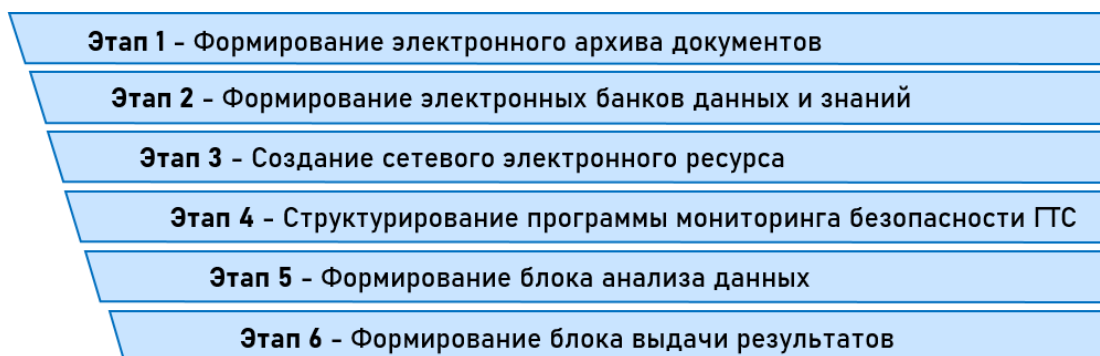 Этап 1 - Формирование электронного архива документов
Этап 2 - Формирование электронных банков данных и знаний
Этап 3 - Создание сетевого электронного ресурса
Этап 4 - Структурирование программы мониторинга безопасности ГТС
Этап 5 - Формирование блока анализа данных
Этап 6 - Формирование блока выдачи результатов